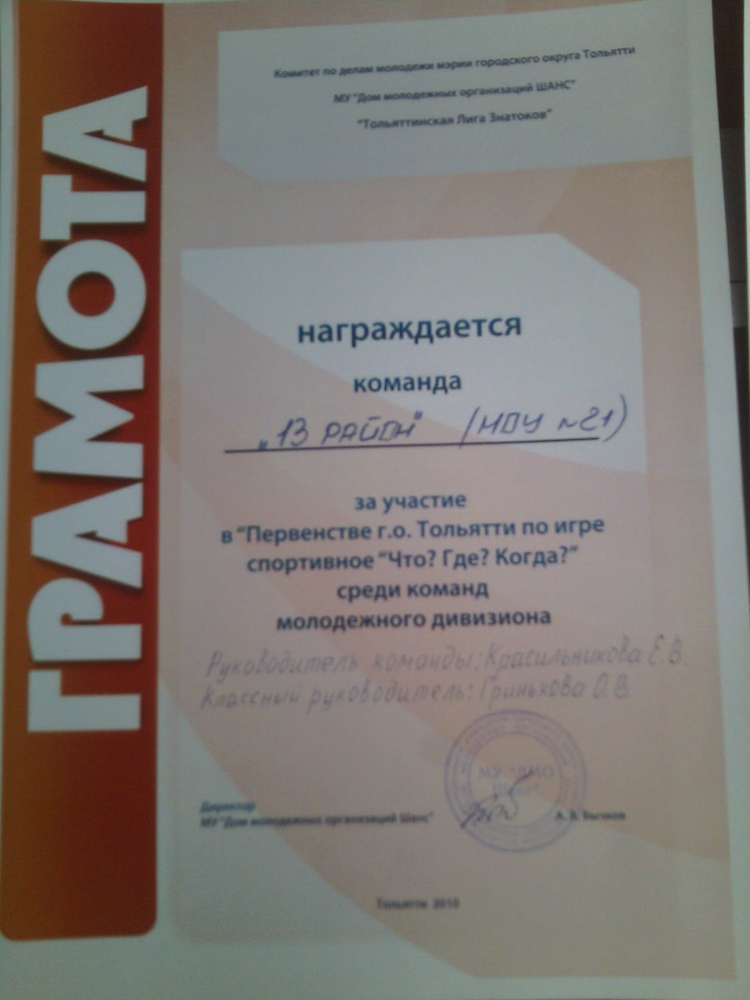 ГРАМОТА
Комитет по делам молодежи мэрии городского округа Тольятти
МУ "Дом молодежных организаций ШАНС"
"Тольяттинская Лига Знатоков"
награждается
команда
„13 РАЙОН" (НОУ №21)
за участие
в "Первенстве г.о. Тольятти по игре
спортивное "Что? Где? Когда?"
среди команд
молодежного дивизиона
Руководитель команды: Красильникова Е.В.
Классный руководитель: Гринькова О.В.
МУ "ДМО
Шанс"
Директор
МУ "Дом молодежных организаций Шанс" А. А. Бычков
Тольятти 2010